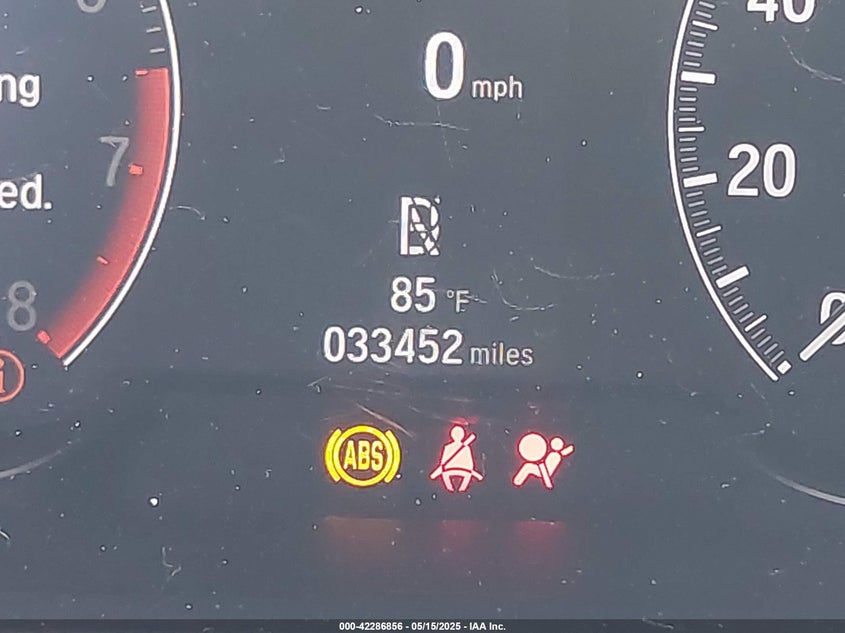 40
0 mph
ng
7
20
ed.
85 °F
8
0
033452 miles
ABS
000-42286856 - 05/15/2025 - IAA Inc.